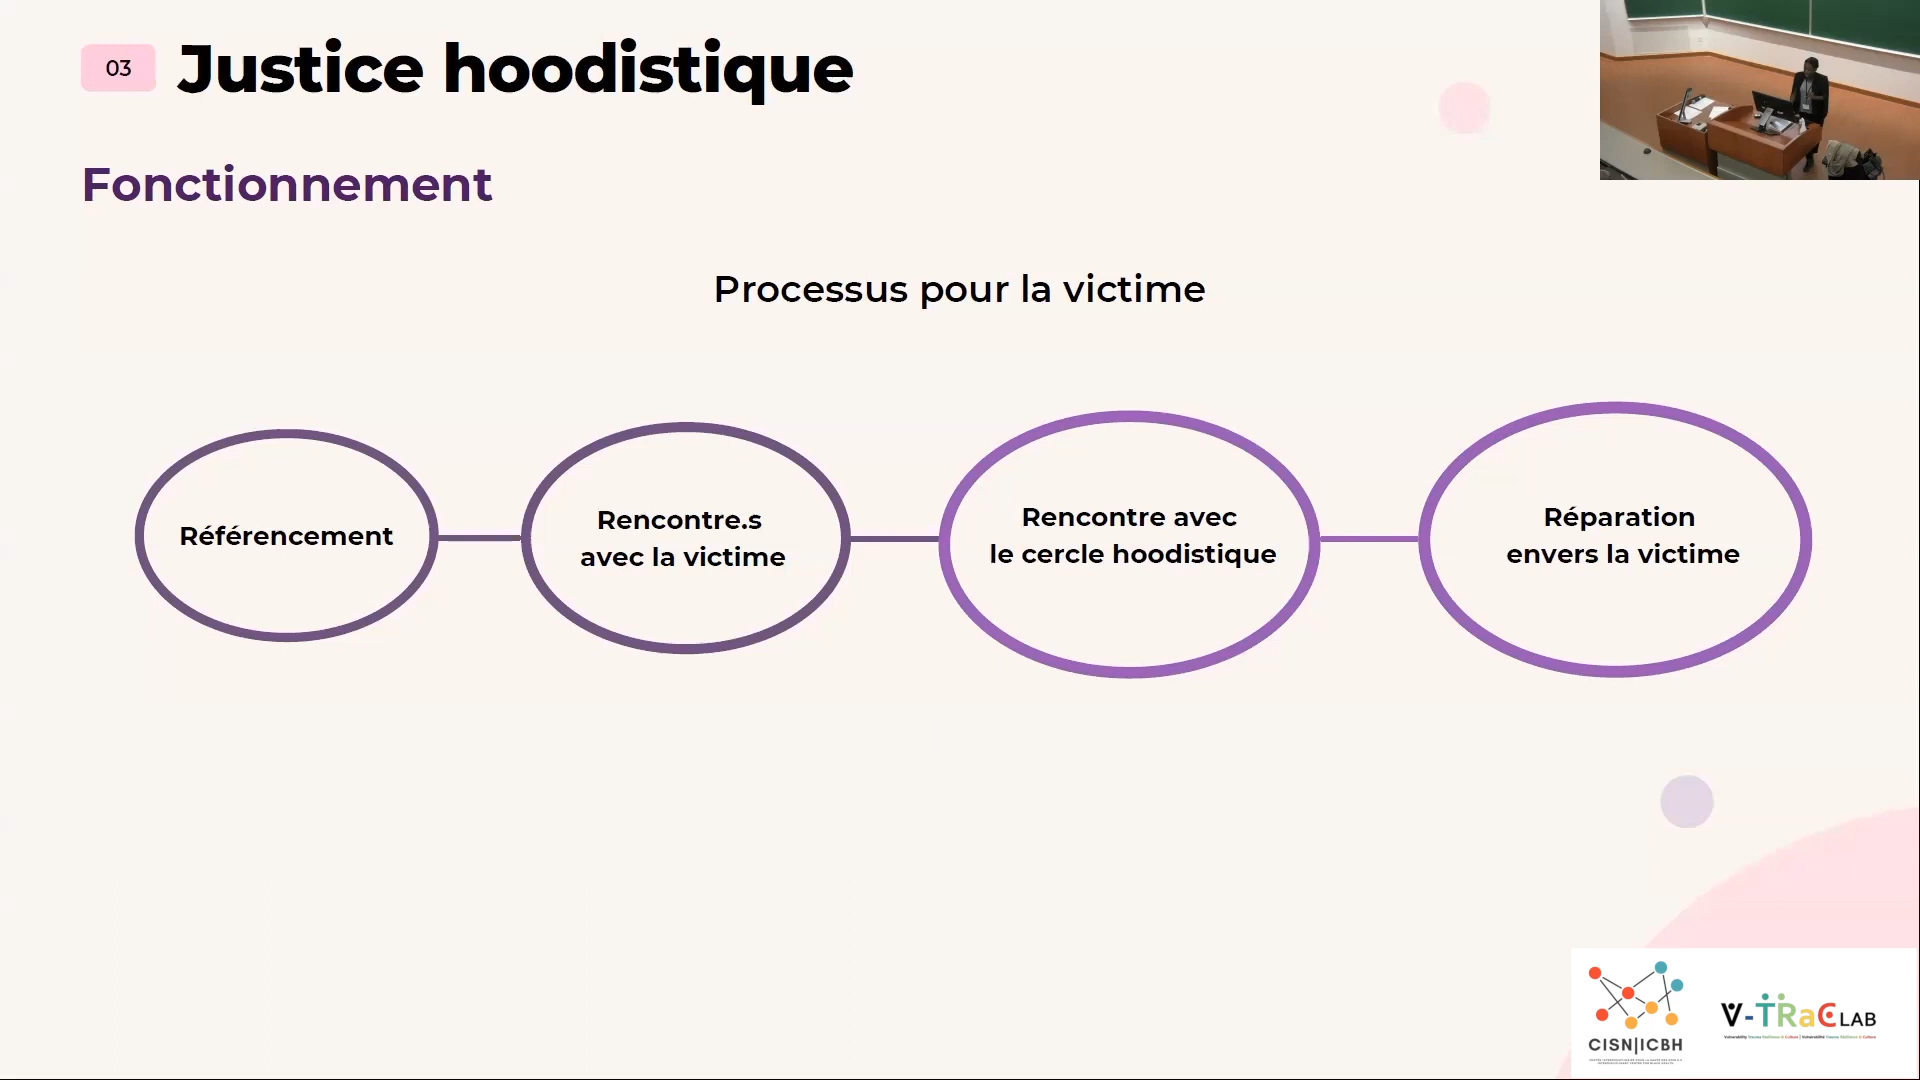 03
Justice hoodistique
Fonctionnement
Processus pour la victime
Référencement
Rencontre.s
avec la victime
Rencontre avec
le cercle hoodistique
Réparation
envers la victime
CISN|ICBH
V-TRaC LAB